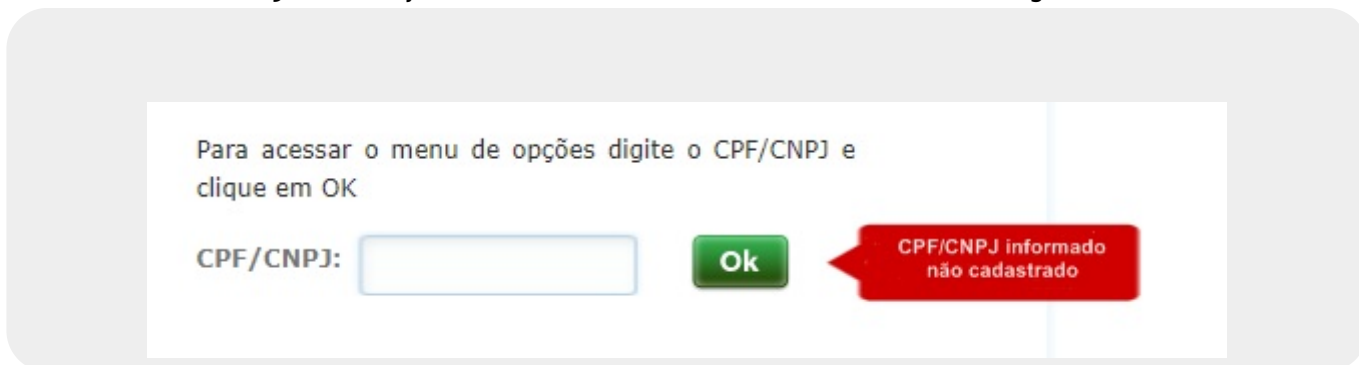 Para acessar o menu de opções digite o CPF/CNPJ e
clique em OK
CPF/CNPJ:
Ok
CPF/CNPJ informado
não cadastrado